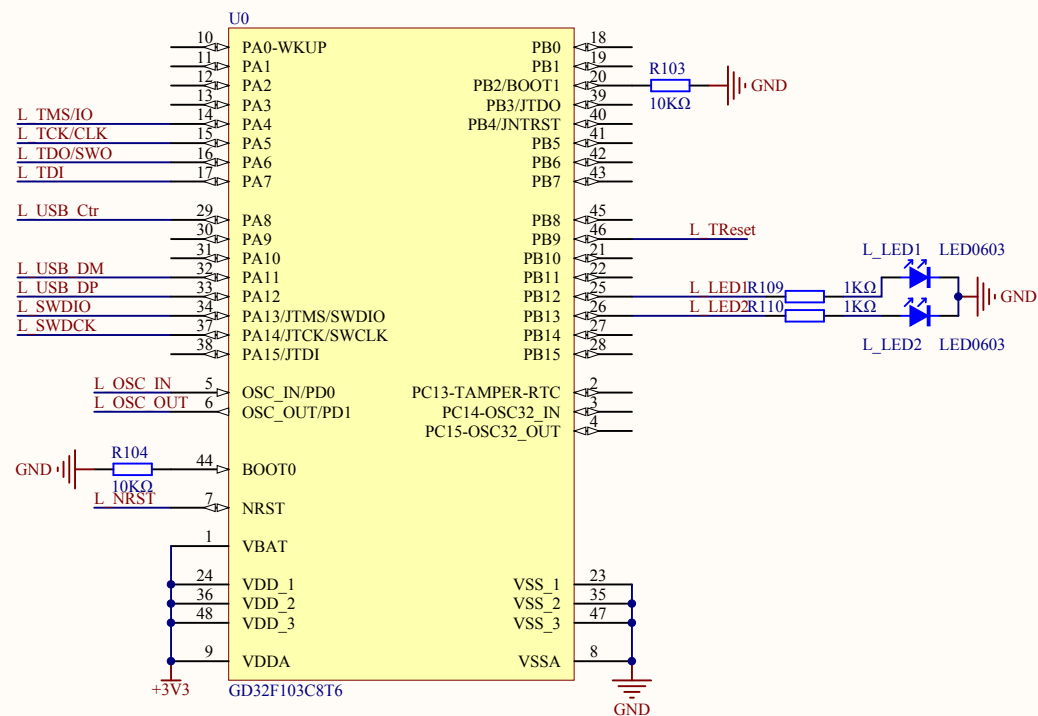 U0
10 PA0-WKUP PB0 18
11 PA1 PB1 19
12 PA2 PB2/BOOT1 20 R103 10KΩ GND
13 PA3 PB3/JTDO 39
L_TMS/IO 14 PA4 PB4/JNTRST 40
L_TCK/CLK 15 PA5 PB5 41
L_TDO/SWO 16 PA6 PB6 42
L_TDI 17 PA7 PB7 43
L_USB_Ctr 29 PA8 PB8 45
30 PA9 PB9 46 L_TReset
31 PA10 PB10 21
L_LED1 LED0603
L_USB_DM 32 PA11 PB11 22
L_USB_DP 33 PA12 PB12 25 L_LED1 R109 1KΩ GND
L_SWDIO 34 PA13/JTMS/SWDIO PB13 26 L_LED2 R110 1KΩ
L_SWDCK 37 PA14/JTCK/SWCLK PB14 27
L_LED2 LED0603
38 PA15/JTDI PB15 28
L_OSC_IN 5 OSC_IN/PD0 PC13-TAMPER-RTC 2
L_OSC_OUT 6 OSC_OUT/PD1 PC14-OSC32_IN 3
PC15-OSC32_OUT 4
GND R104 10KΩ 44 BOOT0
L_NRST 7 NRST
1 VBAT
24 VDD_1 VSS_1 23
36 VDD_2 VSS_2 35
48 VDD_3 VSS_3 47
9 VDDA VSSA 8
+3V3 GD32F103C8T6
GND